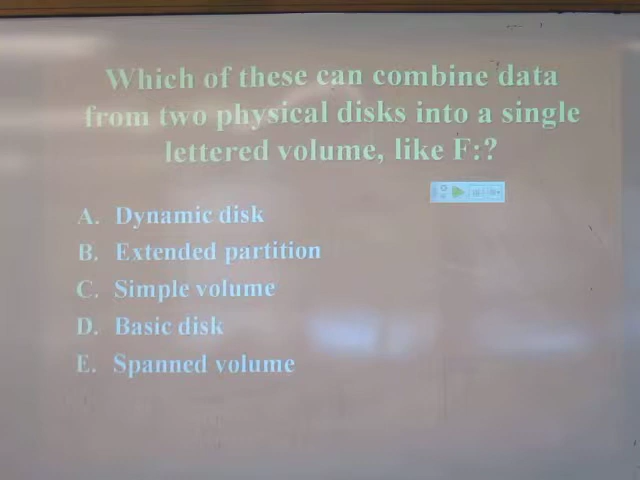 Which of these can combine data
from two physical disks into a single
lettered volume, like F:?
A. Dynamic disk
B. Extended partition
C. Simple volume
D. Basic disk
E. Spanned volume